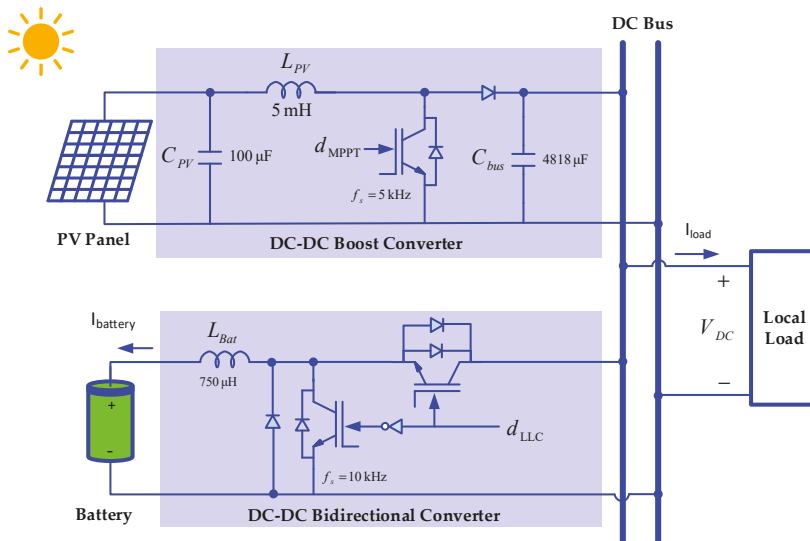 DC Bus
L_PV
5 mH
C_PV
100 μF
d_MPPT
C_bus
4818 μF
f_s = 5 kHz
PV Panel
DC-DC Boost Converter
I_load
+
V_DC
−
Local
Load
I_battery
L_Bat
750 μH
+
-
d_LLC
f_s = 10 kHz
Battery
DC-DC Bidirectional Converter